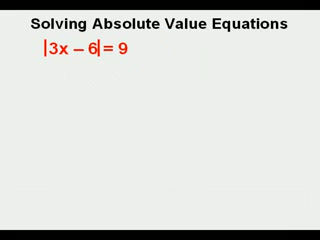 Solving Absolute Value Equations
|3x – 6| = 9